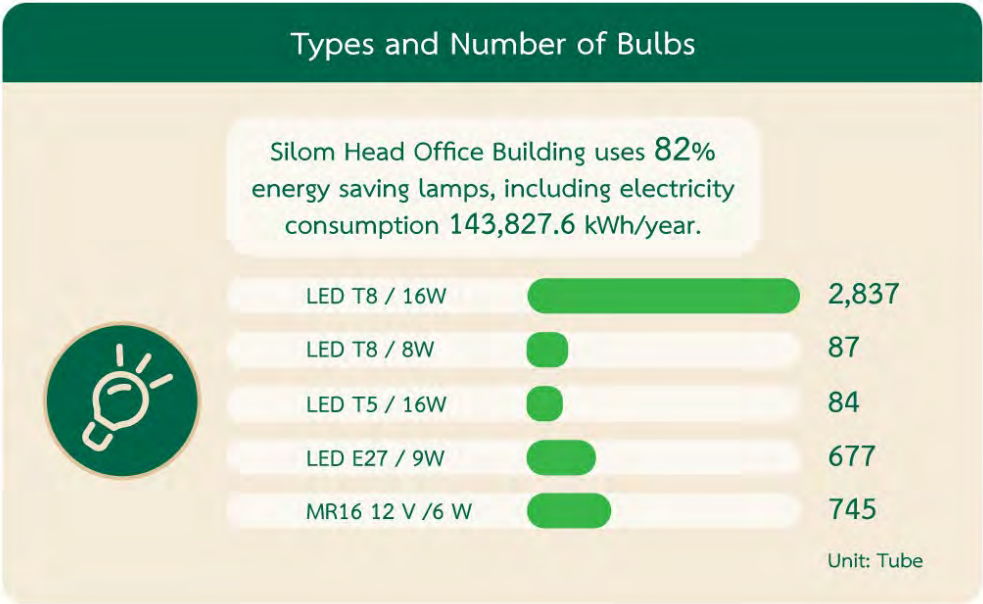 Types and Number of Bulbs
Silom Head Office Building uses 82%
energy saving lamps, including electricity
consumption 143,827.6 kWh/year.
LED T8 / 16W 2,837
LED T8 / 8W 87
LED T5 / 16W 84
LED E27 / 9W 677
MR16 12 V /6 W 745
Unit: Tube